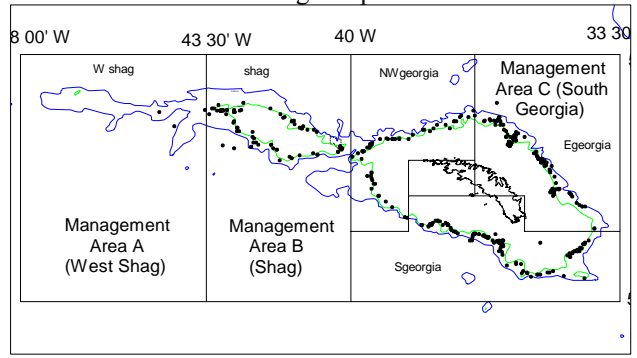 8 00' W
43 30' W
40 W
33 30
W shag
shag
NWgeorgia
Management
Area C (South
Georgia)
Egeorgia
Management
Area A
(West Shag)
Management
Area B
(Shag)
Sgeorgia